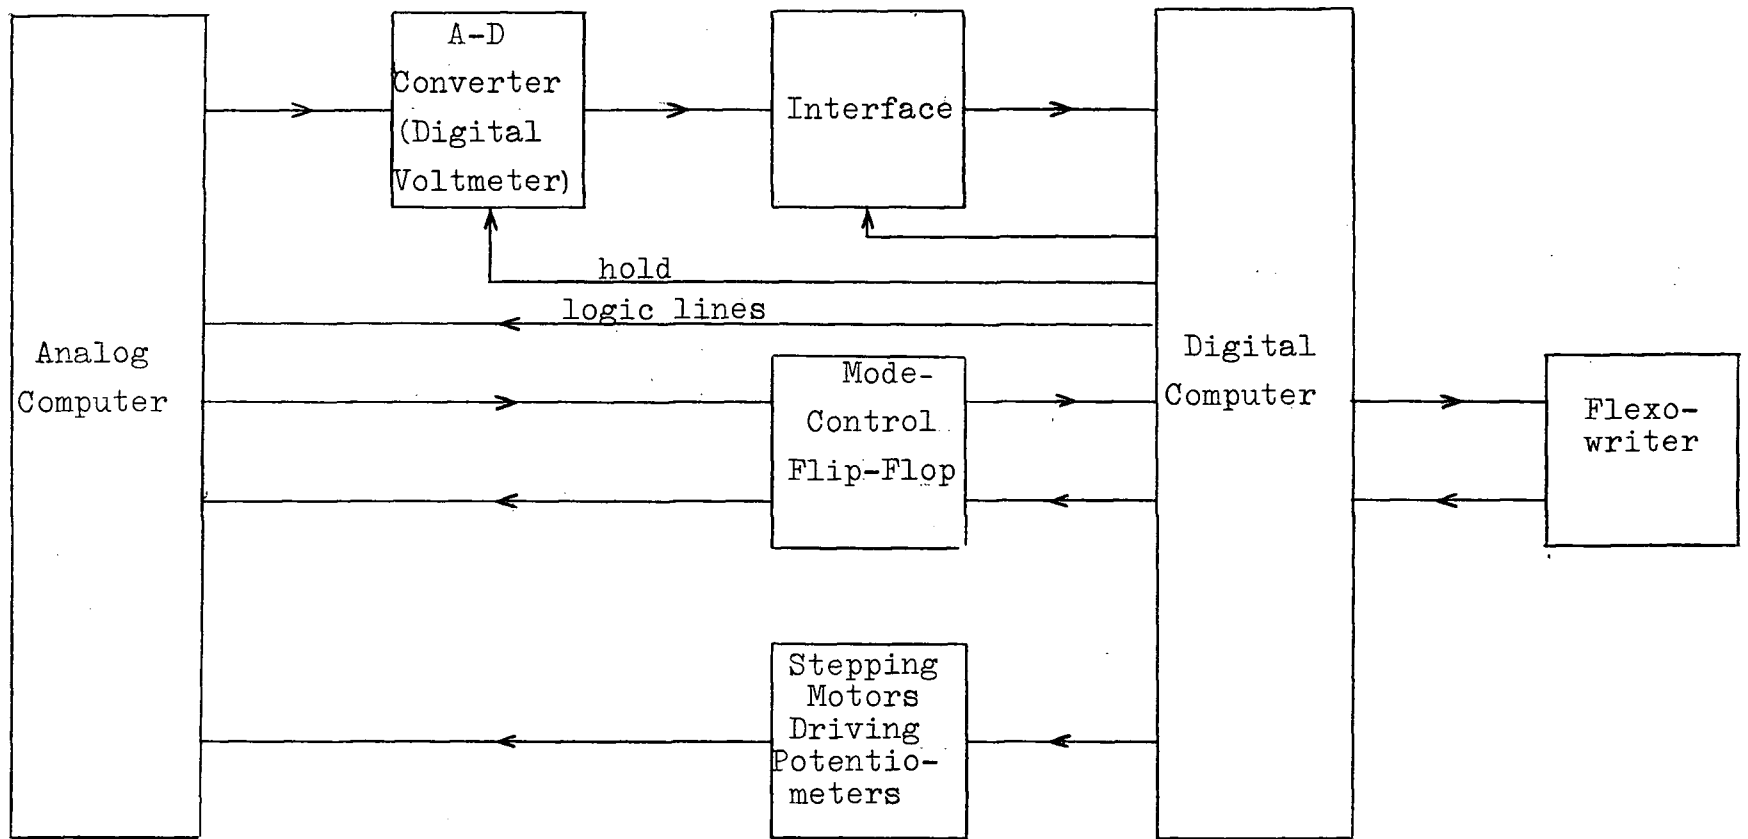 A-D
Converter
(Digital
Voltmeter)
Interface
hold
logic lines
Analog
Computer
Mode-
Control
Flip-Flop
Digital
Computer
Flexo-
writer
Stepping
Motors
Driving
Potentio-
meters